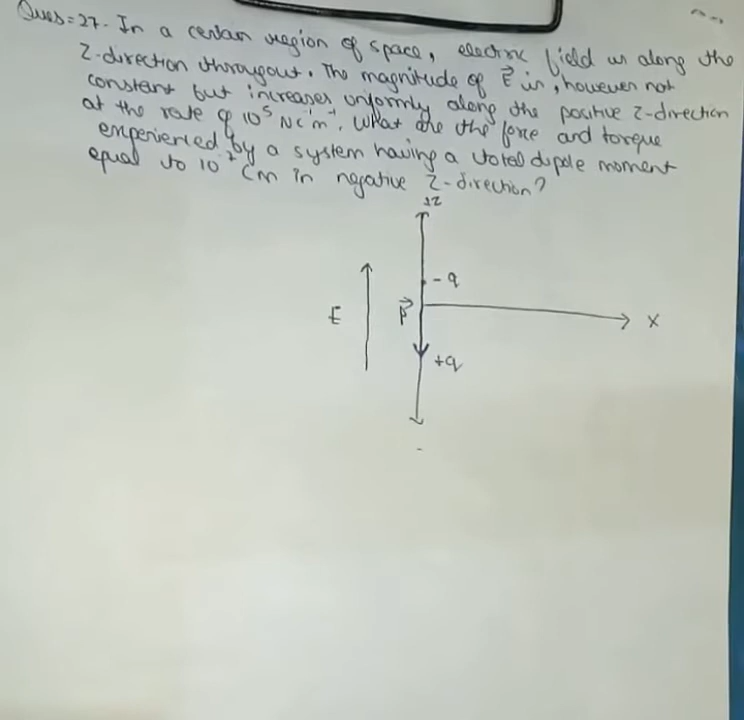 Ques=27. In a certain region of space, electric field is along the
Z-direction througout. The magnitude of E is, however not
constant but increases uniformly along the positive Z-direction
at the rate of 10⁵ NC⁻¹m⁻¹. What are the the force and torque
experienced by a system having a total dipole moment
equal to 10⁻⁷ Cm in negative Z-direction?
+Z
-q
E
P
X
+q